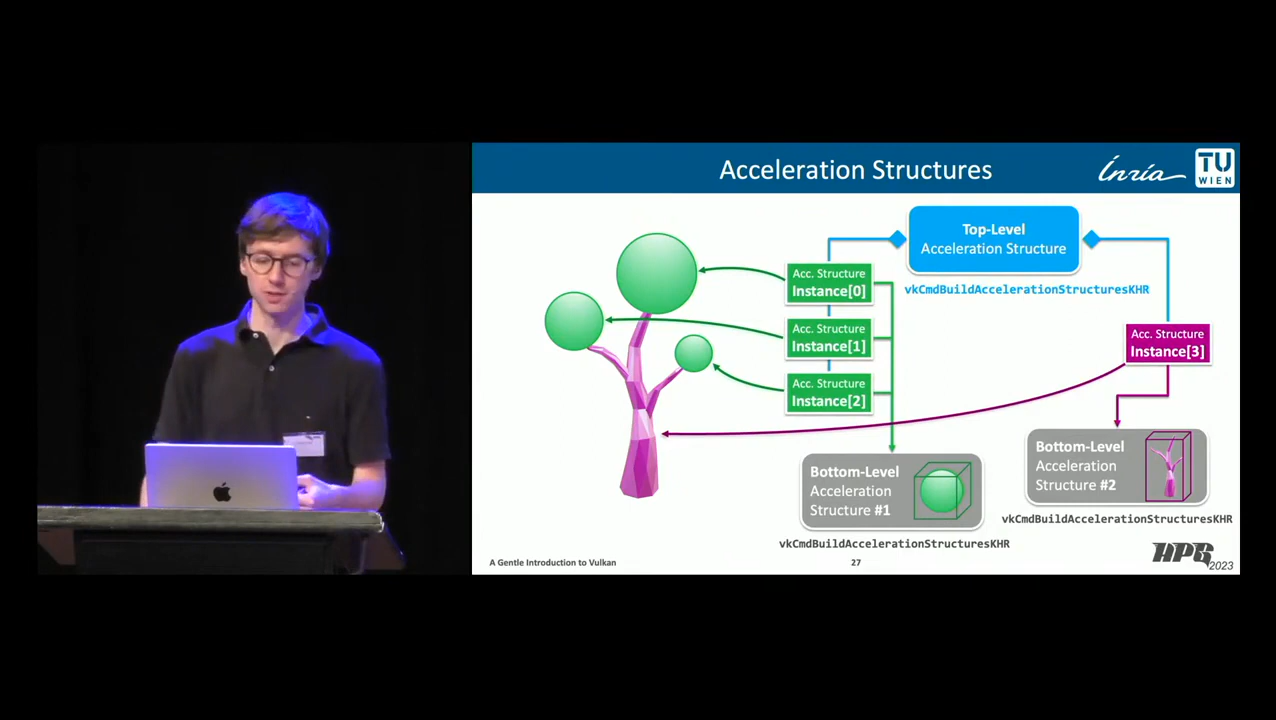 Acceleration Structures
Inria
TU
WIEN
Top-Level
Acceleration Structure
vkCmdBuildAccelerationStructuresKHR
Acc. Structure
Instance[0]
Acc. Structure
Instance[1]
Acc. Structure
Instance[2]
Acc. Structure
Instance[3]
Bottom-Level
Acceleration
Structure #1
vkCmdBuildAccelerationStructuresKHR
Bottom-Level
Acceleration
Structure #2
vkCmdBuildAccelerationStructuresKHR
A Gentle Introduction to Vulkan
27
HPG
2023